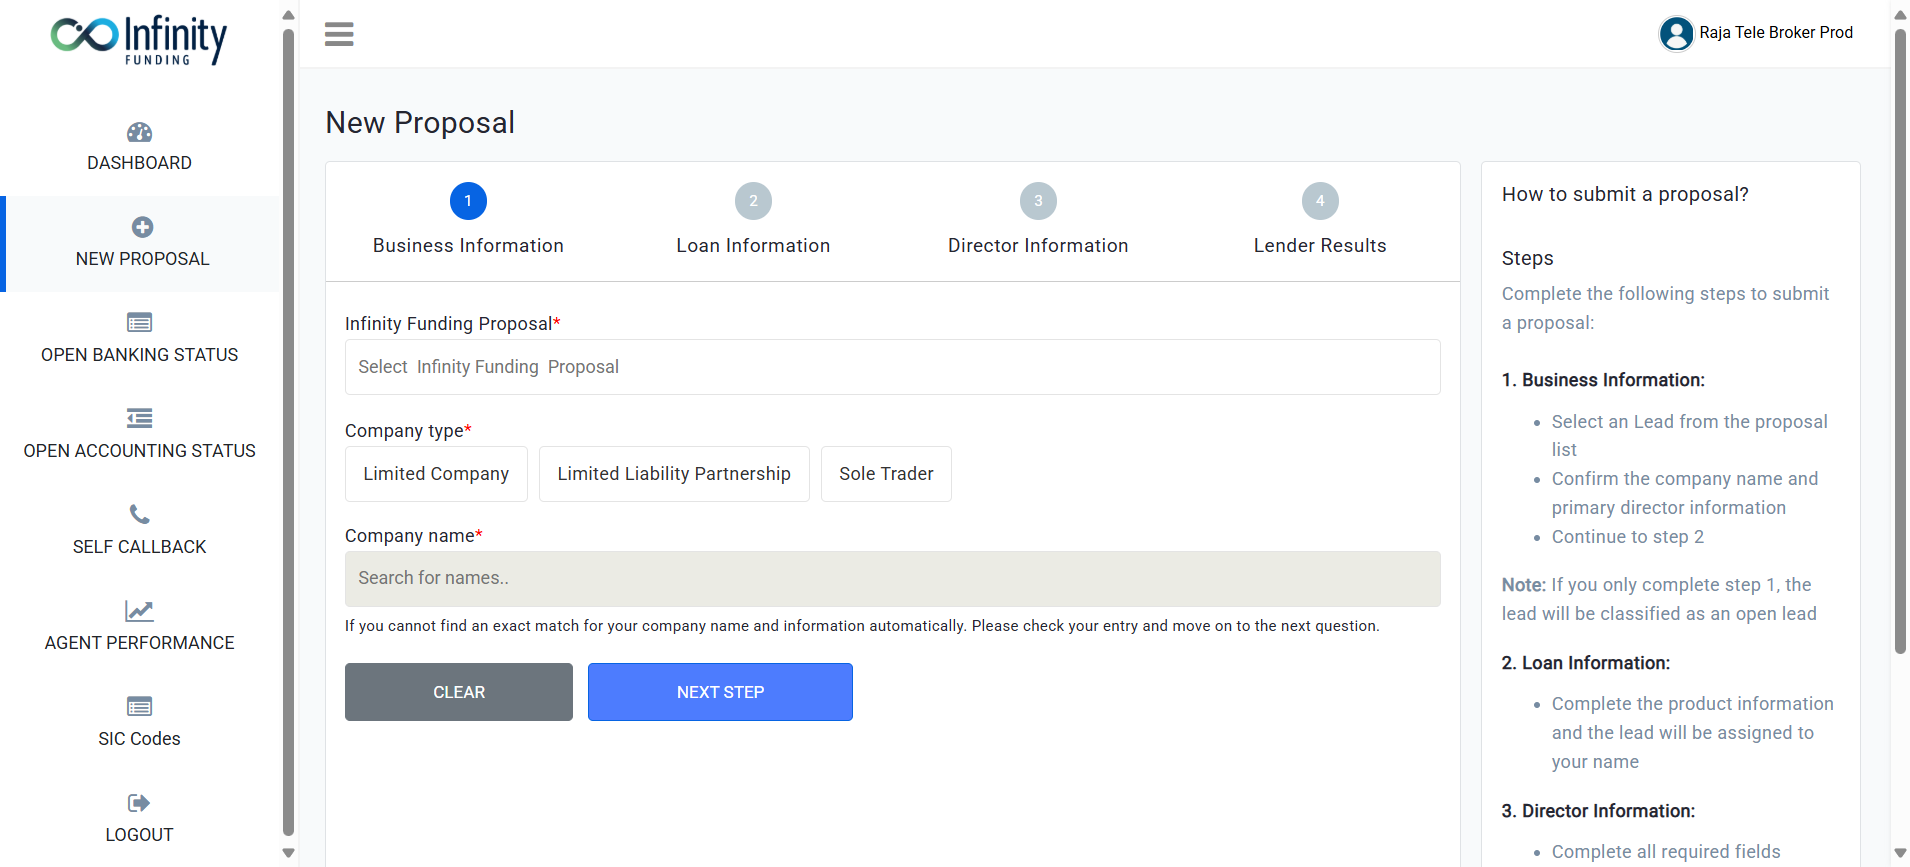 Infinity
FUNDING
Raja Tele Broker Prod
DASHBOARD
NEW PROPOSAL
OPEN BANKING STATUS
OPEN ACCOUNTING STATUS
SELF CALLBACK
AGENT PERFORMANCE
SIC Codes
LOGOUT
New Proposal
1
Business Information
2
Loan Information
3
Director Information
4
Lender Results
Infinity Funding Proposal*
Select Infinity Funding Proposal
Company type*
Limited Company
Limited Liability Partnership
Sole Trader
Company name*
Search for names..
If you cannot find an exact match for your company name and information automatically. Please check your entry and move on to the next question.
CLEAR
NEXT STEP
How to submit a proposal?
Steps
Complete the following steps to submit
a proposal:
1. Business Information:
• Select an Lead from the proposal
list
• Confirm the company name and
primary director information
• Continue to step 2
Note: If you only complete step 1, the
lead will be classified as an open lead
2. Loan Information:
• Complete the product information
and the lead will be assigned to
your name
3. Director Information:
• Complete all required fields